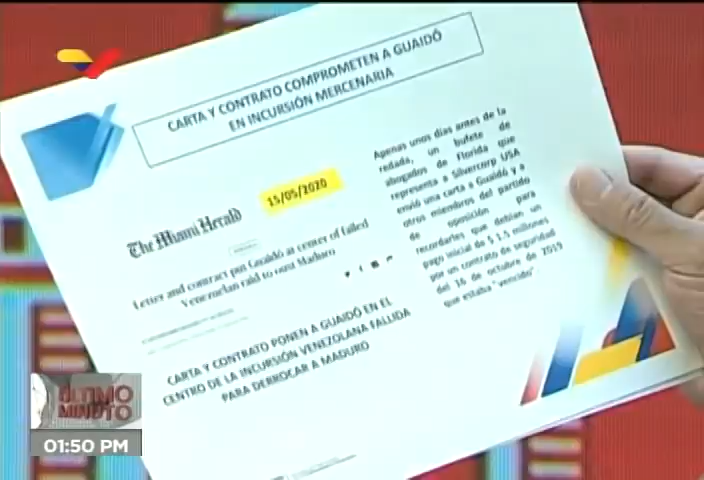 CARTA Y CONTRATO COMPROMETEN A GUAIDÓ
EN INCURSIÓN MERCENARIA
15/05/2020
The Miami Herald
Letter and contract put Guaidó at center of failed
Venezuelan raid to oust Maduro
CARTA Y CONTRATO PONEN A GUAIDÓ EN EL
CENTRO DE LA INCURSIÓN VENEZOLANA FALLIDA
PARA DERROCAR A MADURO
Apenas unos días antes de la
redada, un bufete de
abogados de Florida que
representa a Silvercorp USA
envió una carta a Guaidó y a
otros miembros del partido
de oposición para
recordarles que debían un
pago inicial de $ 1.5 millones
por un contrato de seguridad
del 16 de octubre de 2019
que estaba "vencido"
ÚLTIMO
MINUTO
01:50 PM